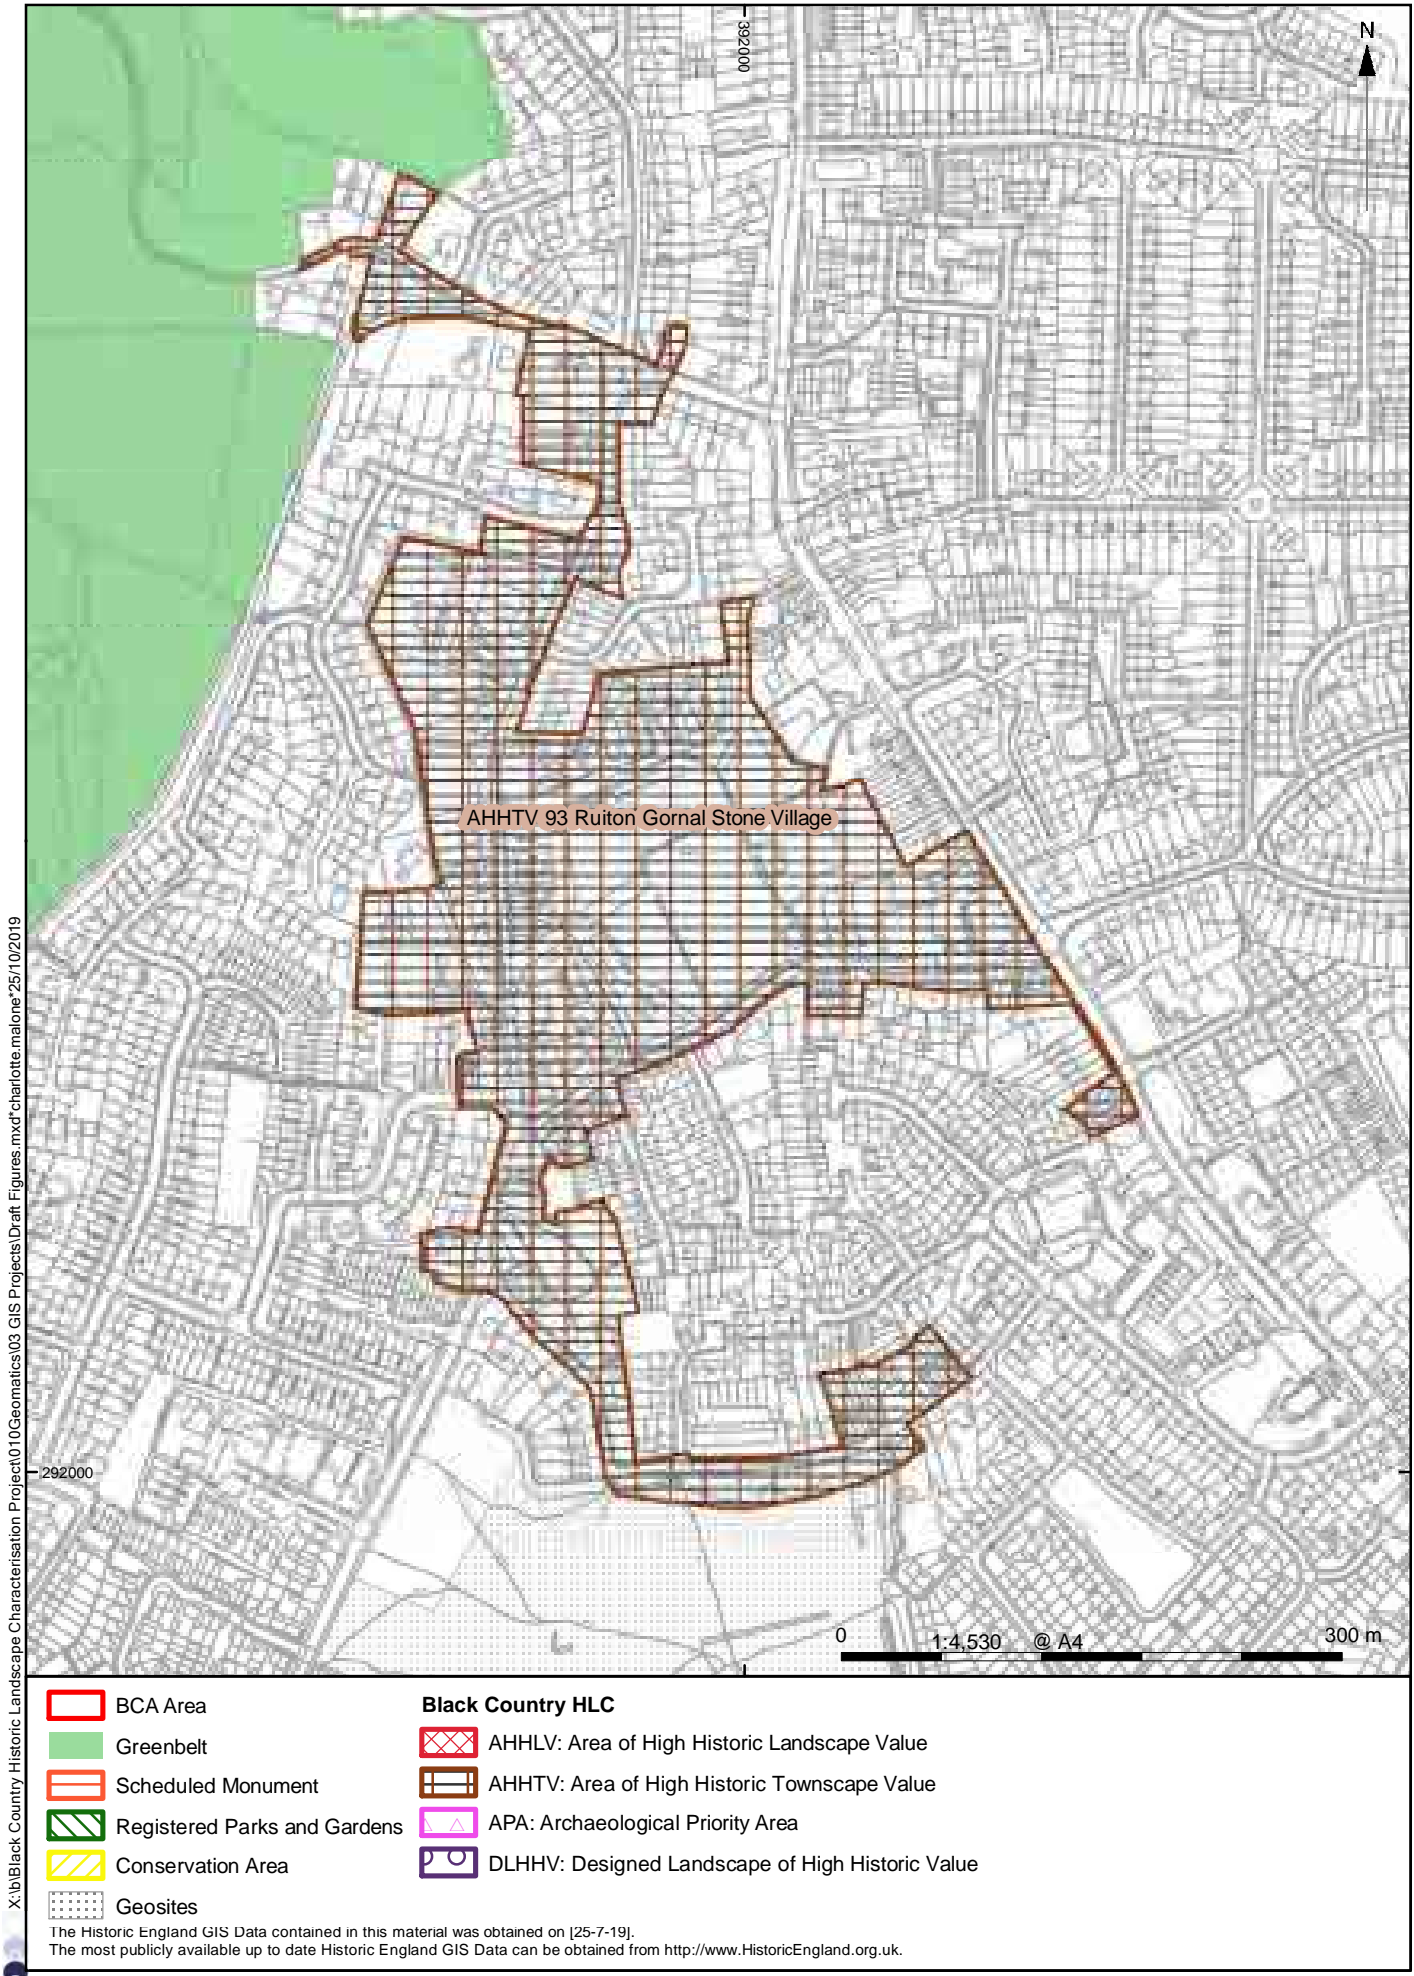 392000
N
AHHTV 93 Ruiton Gornal Stone Village
292000
0 1:4,530 @ A4 300 m
X:\b\Black Country Historic Landscape Characterisation Project\010Geomatics\03 GIS Projects\Draft Figures.mxd*charlotte.malone*25/10/2019
BCA Area
Greenbelt
Scheduled Monument
Registered Parks and Gardens
Conservation Area
Geosites
Black Country HLC
AHHLV: Area of High Historic Landscape Value
AHHTV: Area of High Historic Townscape Value
APA: Archaeological Priority Area
DLHHV: Designed Landscape of High Historic Value
The Historic England GIS Data contained in this material was obtained on [25-7-19].
The most publicly available up to date Historic England GIS Data can be obtained from http://www.HistoricEngland.org.uk.